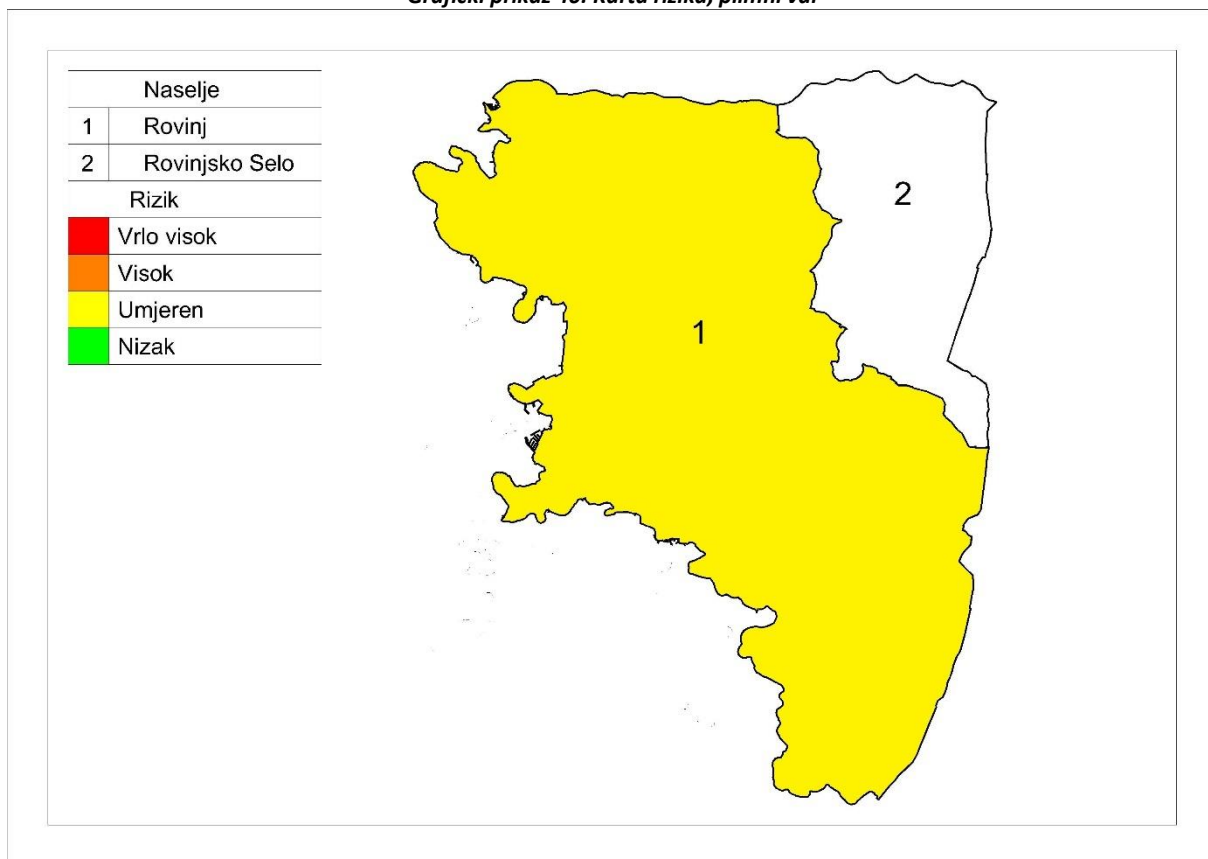 Naselje
1 Rovinj
2 Rovinjsko Selo
Rizik
Vrlo visok
Visok
Umjeren
Nizak
1
2